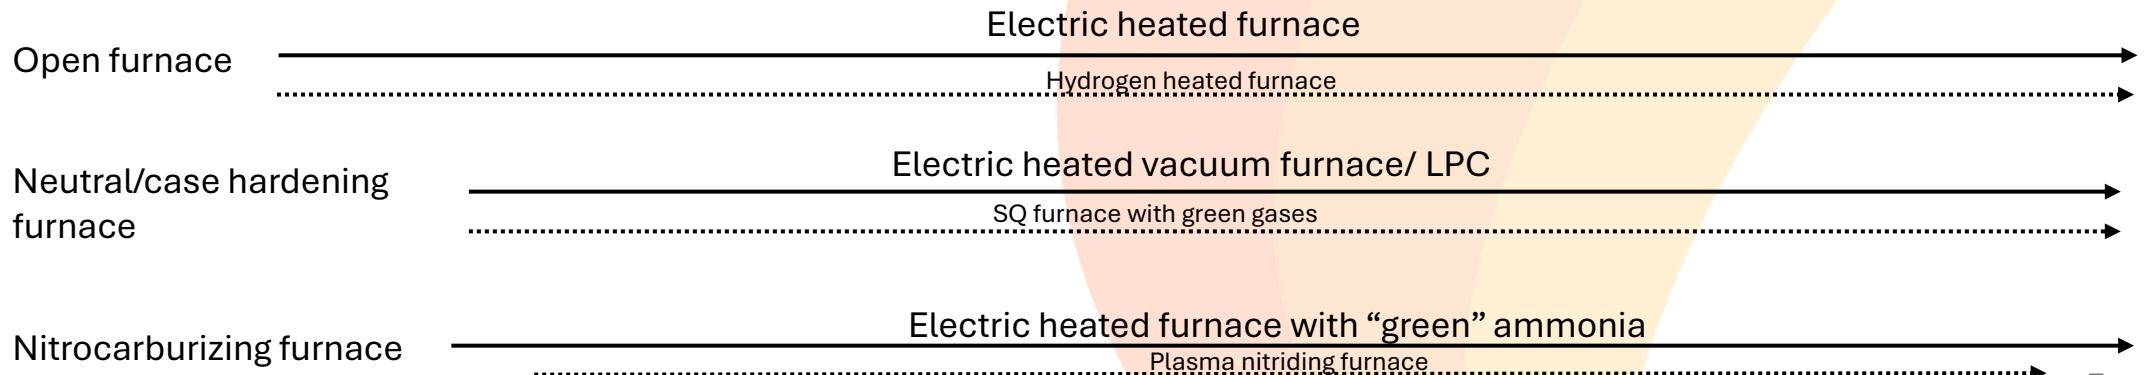 Electric heated furnace
Open furnace
Hydrogen heated furnace
Electric heated vacuum furnace/ LPC
Neutral/case hardening
furnace
SQ furnace with green gases
Electric heated furnace with “green” ammonia
Nitrocarburizing furnace
Plasma nitriding furnace